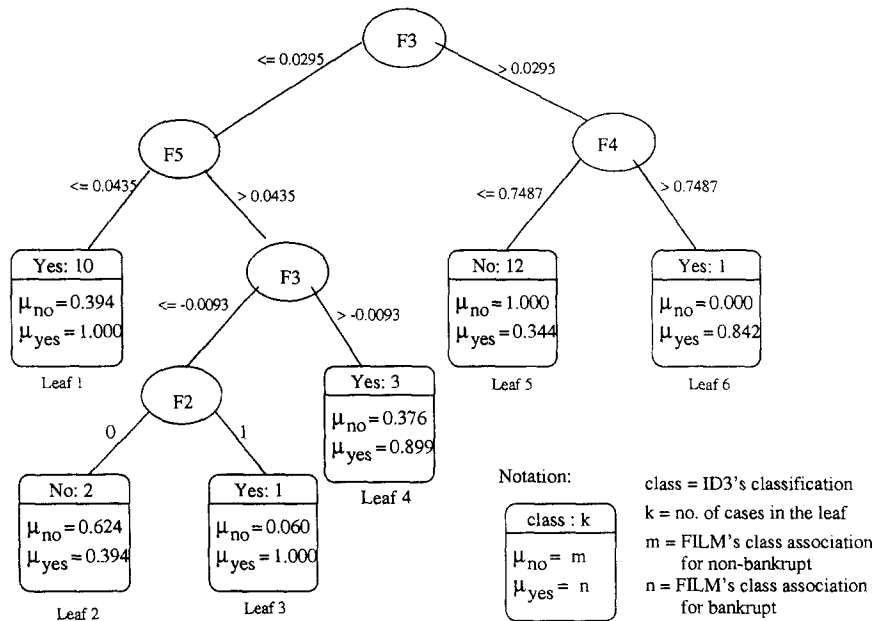 F3
<= 0.0295
> 0.0295
F5
F4
<= 0.0435
> 0.0435
<= 0.7487
> 0.7487
Yes: 10
μno=0.394
μyes=1.000
Leaf 1
F3
No: 12
μno=1.000
μyes=0.344
Leaf 5
Yes: 1
μno=0.000
μyes=0.842
Leaf 6
<= -0.0093
> -0.0093
F2
Yes: 3
μno=0.376
μyes=0.899
Leaf 4
0
1
No: 2
μno=0.624
μyes=0.394
Leaf 2
Yes: 1
μno=0.060
μyes=1.000
Leaf 3
Notation:
class : k
μno= m
μyes= n
class = ID3's classification
k = no. of cases in the leaf
m = FILM's class association
for non-bankrupt
n = FILM's class association
for bankrupt